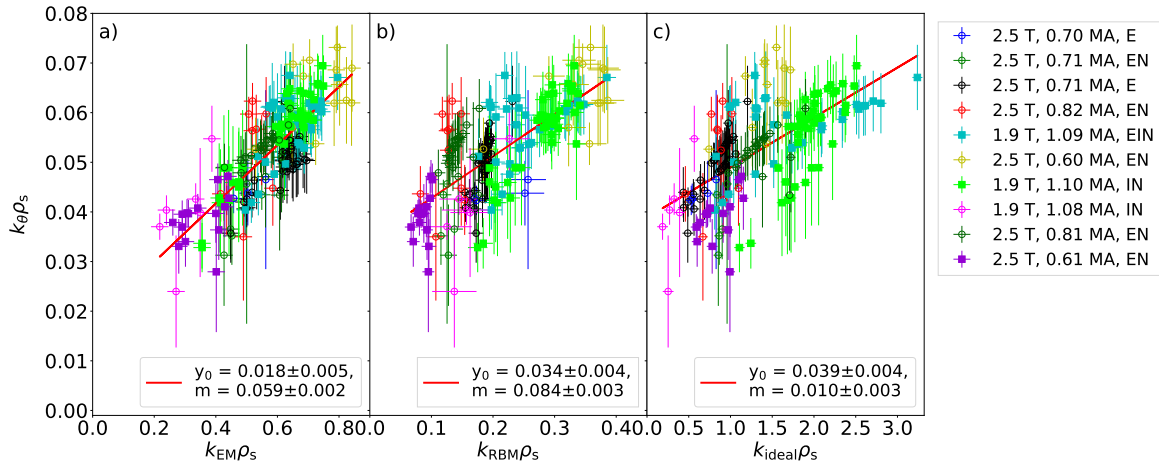 a)
b)
c)
0.08
0.07
0.06
0.05
0.04
0.03
0.02
0.01
0.00
k_θρ_s
y₀ = 0.018±0.005,
m = 0.059±0.002
y₀ = 0.034±0.004,
m = 0.084±0.003
y₀ = 0.039±0.004,
m = 0.010±0.003
0.0 0.2 0.4 0.6 0.80
0.1 0.2 0.3 0.40
0.5 1.0 1.5 2.0 2.5 3.0
k_EMρ_s
k_RBMρ_s
k_idealρ_s
2.5 T, 0.70 MA, E
2.5 T, 0.71 MA, EN
2.5 T, 0.71 MA, E
2.5 T, 0.82 MA, EN
1.9 T, 1.09 MA, EIN
2.5 T, 0.60 MA, EN
1.9 T, 1.10 MA, IN
1.9 T, 1.08 MA, IN
2.5 T, 0.81 MA, EN
2.5 T, 0.61 MA, EN